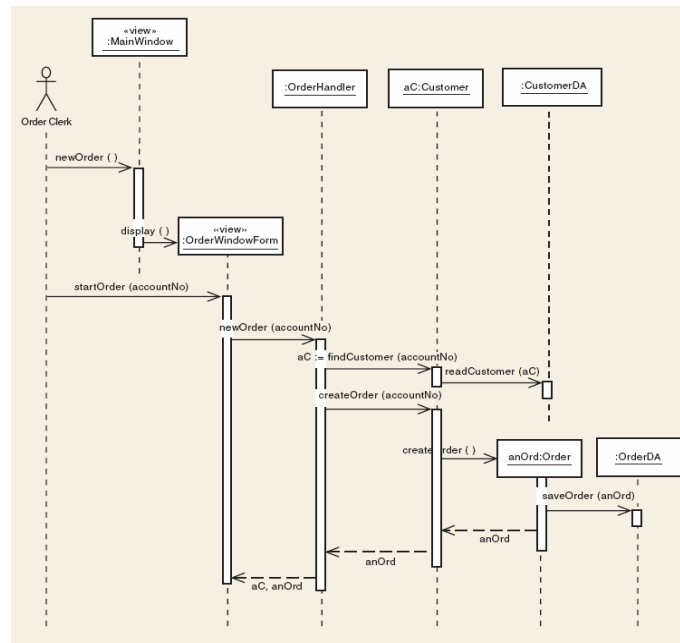 «view»
:MainWindow
:OrderHandler
aC:Customer
:CustomerDA
Order Clerk
newOrder ( )
display ( )
«view»
:OrderWindowForm
startOrder (accountNo)
newOrder (accountNo)
aC := findCustomer (accountNo)
readCustomer (aC)
createOrder (accountNo)
createOrder ( )
anOrd:Order
:OrderDA
saveOrder (anOrd)
anOrd
anOrd
aC, anOrd